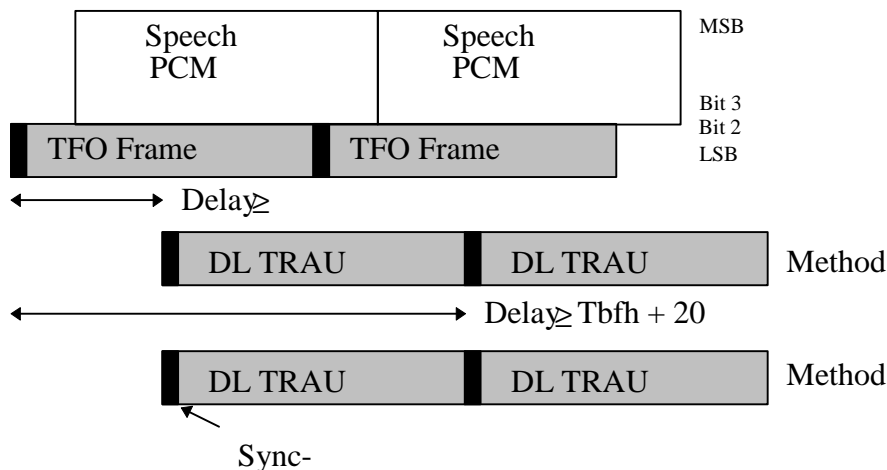 Speech PCM
Speech PCM
MSB
Bit 3
Bit 2
LSB
TFO Frame
TFO Frame
Delay≥
DL TRAU
DL TRAU
Method
Delay≥ Tbfh + 20
DL TRAU
DL TRAU
Method
Sync-